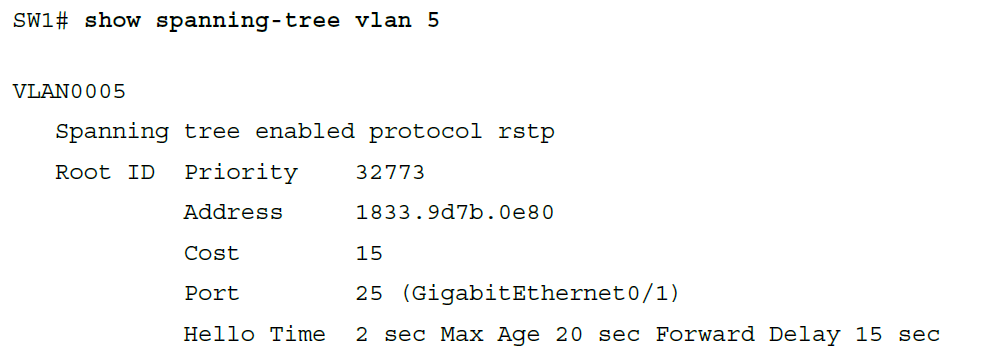 SW1# show spanning-tree vlan 5
VLAN0005
Spanning tree enabled protocol rstp
Root ID Priority 32773
Address 1833.9d7b.0e80
Cost 15
Port 25 (GigabitEthernet0/1)
Hello Time 2 sec Max Age 20 sec Forward Delay 15 sec